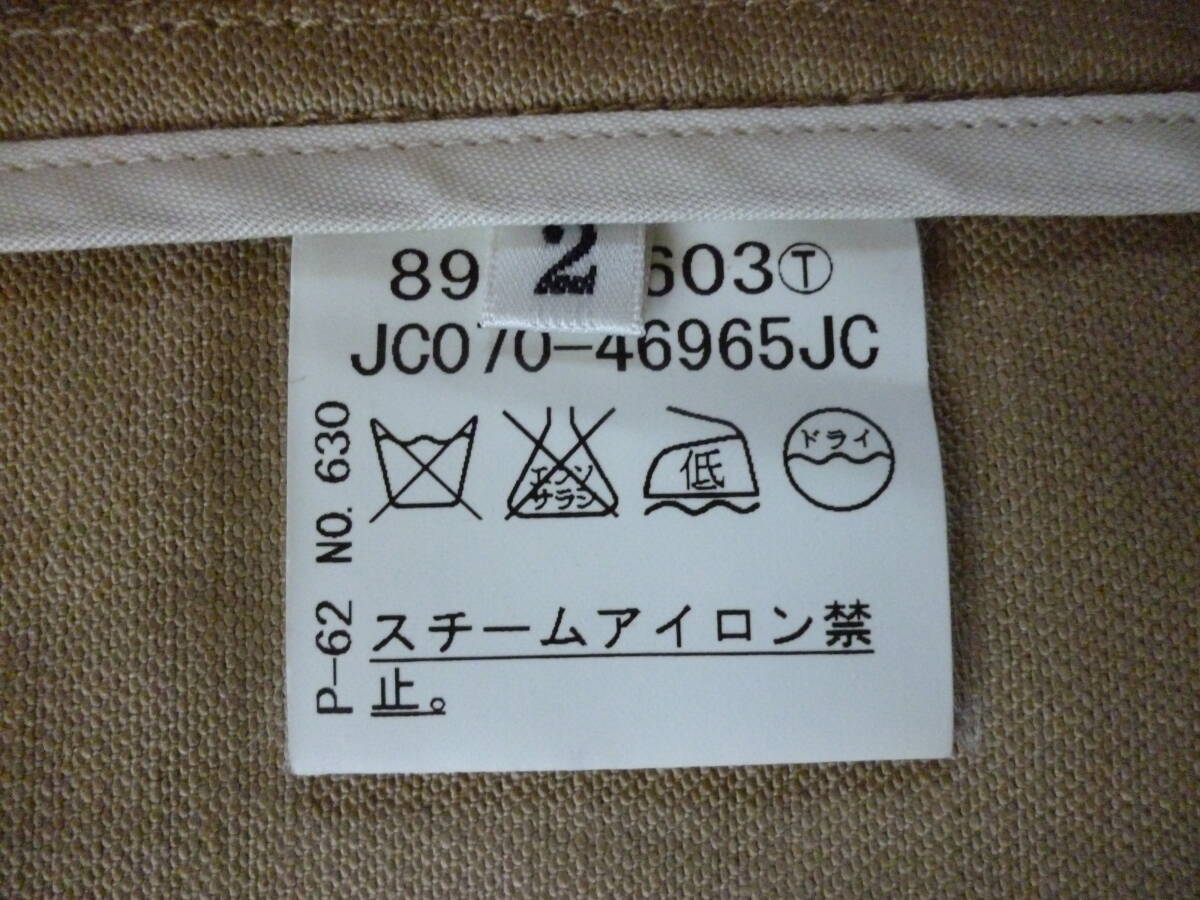 2
89 603Ⓣ
JC070-46965JC
エンソ
サラシ
低
ドライ
P-62 NO. 630
スチームアイロン禁
止。